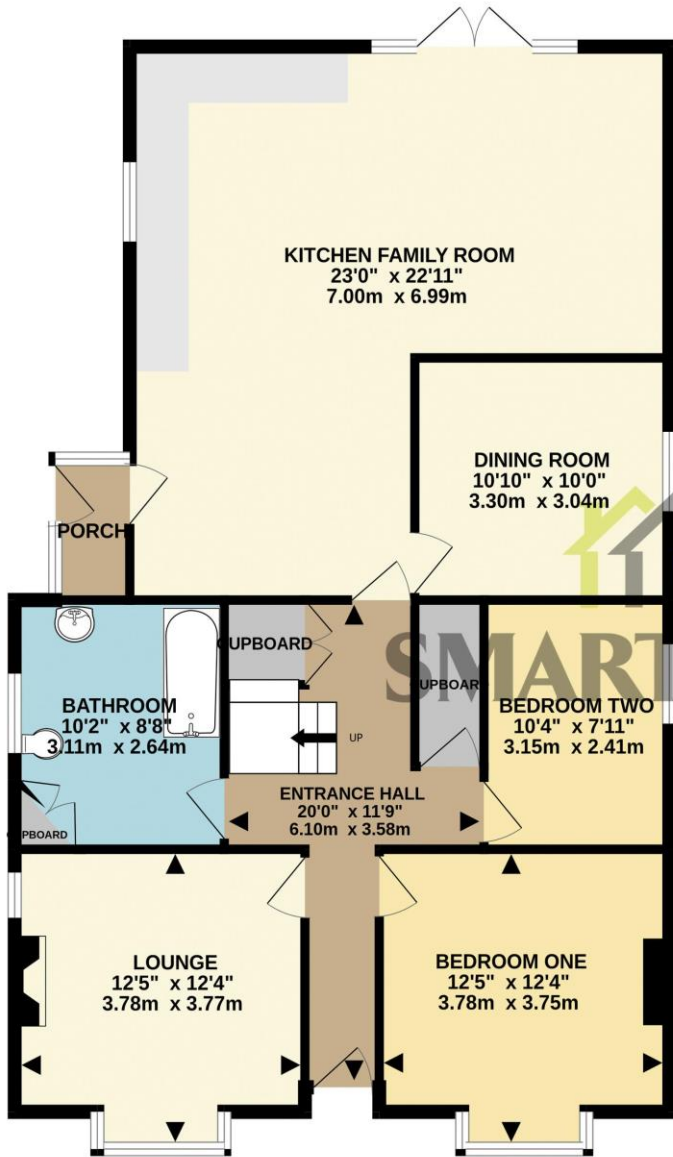 KITCHEN FAMILY ROOM
23'0" x 22'11"
7.00m x 6.99m
DINING ROOM
10'10" x 10'0"
3.30m x 3.04m
PORCH
SMART
CUPBOARD
CUPBOARD
BATHROOM
10'2" x 8'8"
3.11m x 2.64m
BEDROOM TWO
10'4" x 7'11"
3.15m x 2.41m
UP
ENTRANCE HALL
20'0" x 11'9"
6.10m x 3.58m
CUPBOARD
LOUNGE
12'5" x 12'4"
3.78m x 3.77m
BEDROOM ONE
12'5" x 12'4"
3.78m x 3.75m